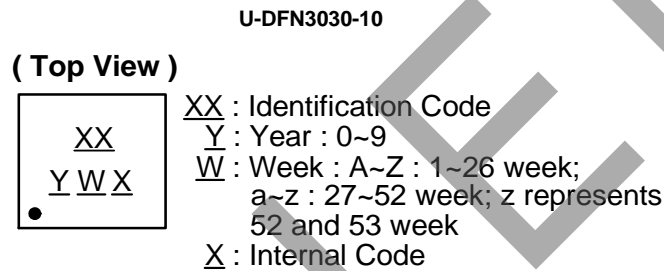 U-DFN3030-10
( Top View )
XX
Y W X
XX : Identification Code
Y : Year : 0~9
W : Week : A~Z : 1~26 week;
a~z : 27~52 week; z represents
52 and 53 week
X : Internal Code